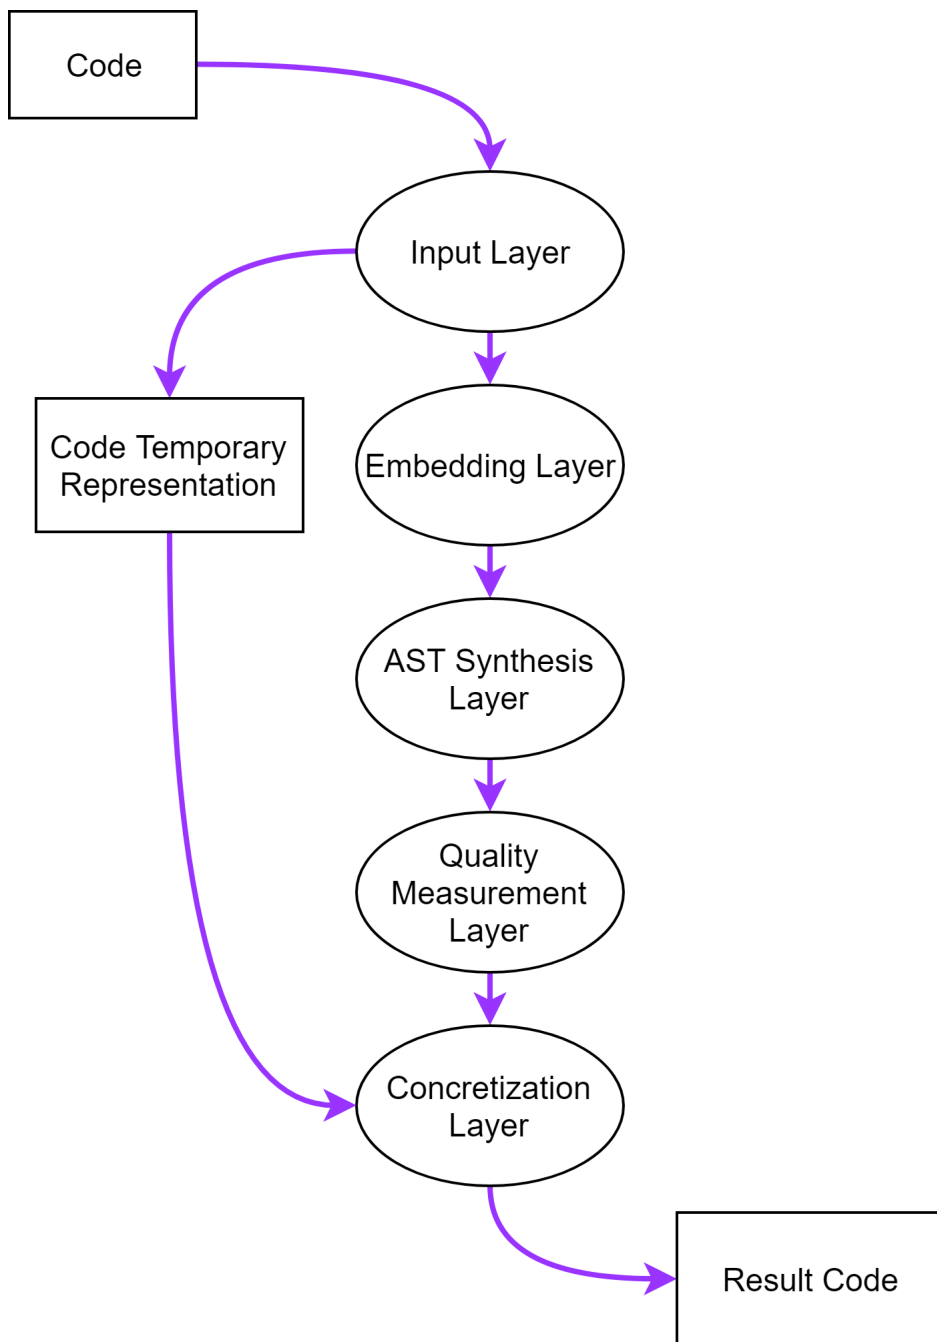 Code
Input Layer
Code Temporary
Representation
Embedding Layer
AST Synthesis
Layer
Quality
Measurement
Layer
Concretization
Layer
Result Code